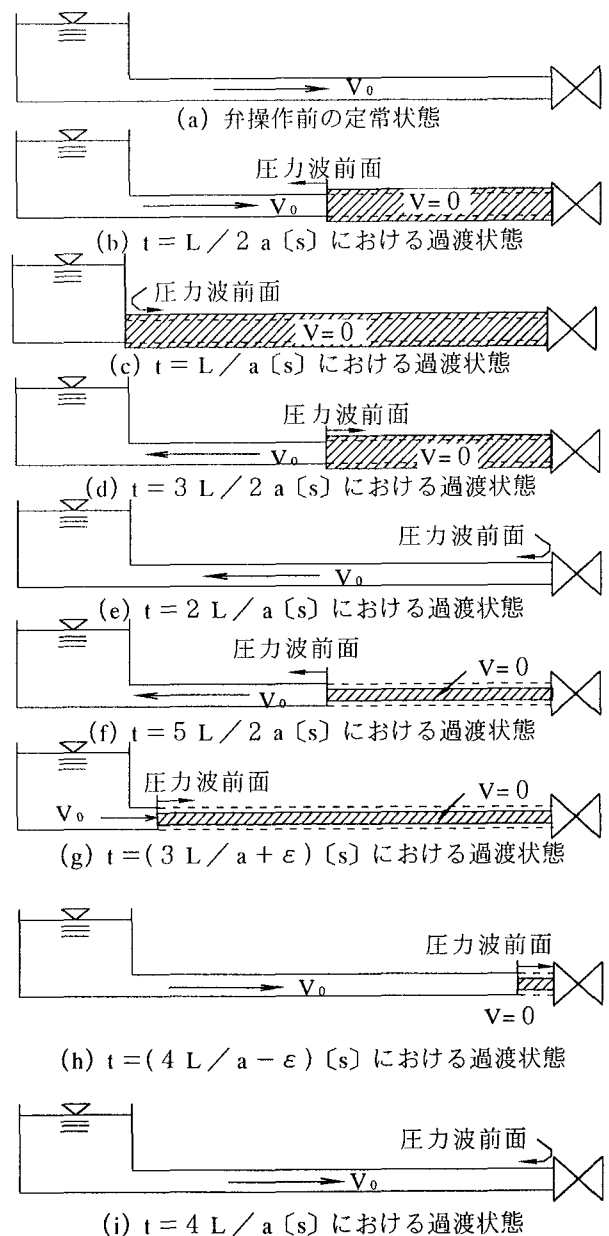 V₀
(a) 弁操作前の定常状態
圧力波前面
V₀ V=0
(b) t = L／2 a〔s〕における過渡状態
圧力波前面
V=0
(c) t = L／a〔s〕における過渡状態
圧力波前面
V₀ V=0
(d) t = 3 L／2 a〔s〕における過渡状態
圧力波前面
V₀
(e) t = 2 L／a〔s〕における過渡状態
圧力波前面 V=0
V₀
(f) t = 5 L／2 a〔s〕における過渡状態
圧力波前面 V=0
V₀
(g) t = ( 3 L／a + ε )〔s〕における過渡状態
圧力波前面
V₀
V=0
(h) t = ( 4 L／a − ε )〔s〕における過渡状態
圧力波前面
V₀
(i) t = 4 L／a〔s〕における過渡状態